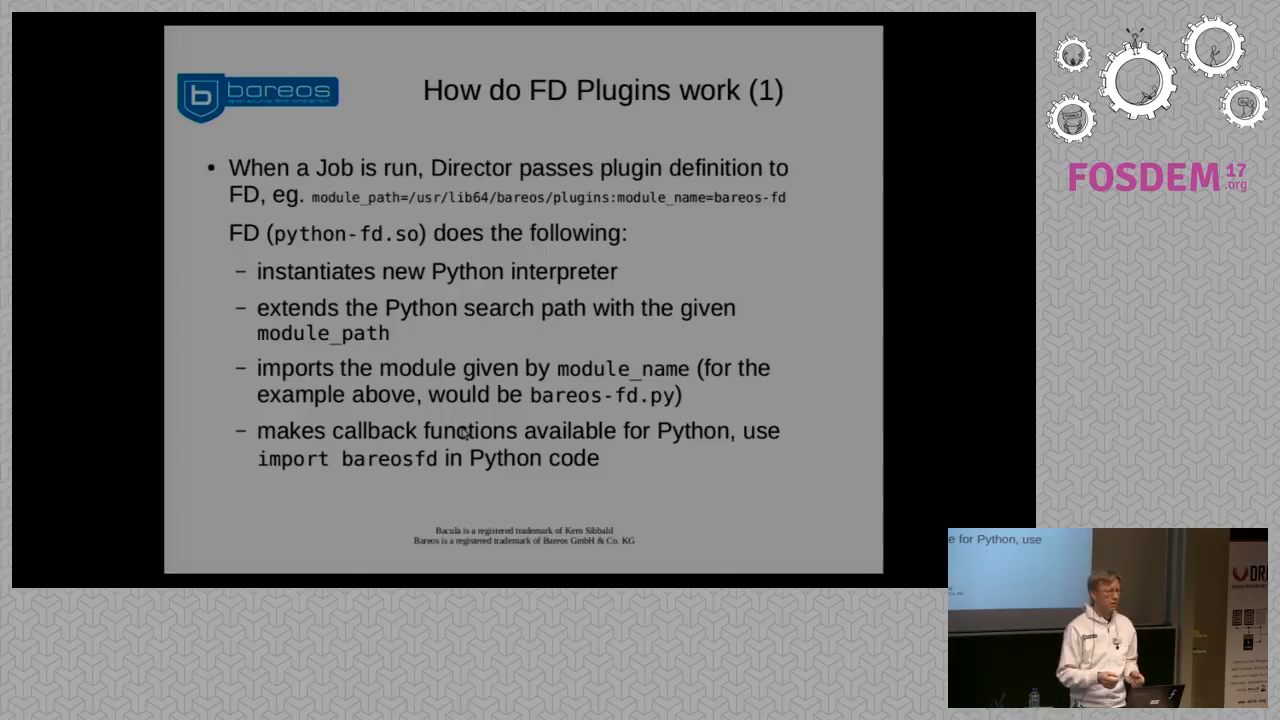 bareos
How do FD Plugins work (1)
• When a Job is run, Director passes plugin definition to
FD, eg. module_path=/usr/lib64/bareos/plugins:module_name=bareos-fd
FD (python-fd.so) does the following:
– instantiates new Python interpreter
– extends the Python search path with the given
module_path
– imports the module given by module_name (for the
example above, would be bareos-fd.py)
– makes callback functions available for Python, use
import bareosfd in Python code
Bacula is a registered trademark of Kern Sibbald
Bareos is a registered trademark of Bareos GmbH & Co. KG
FOSDEM 17
.org
e for Python, use
DR